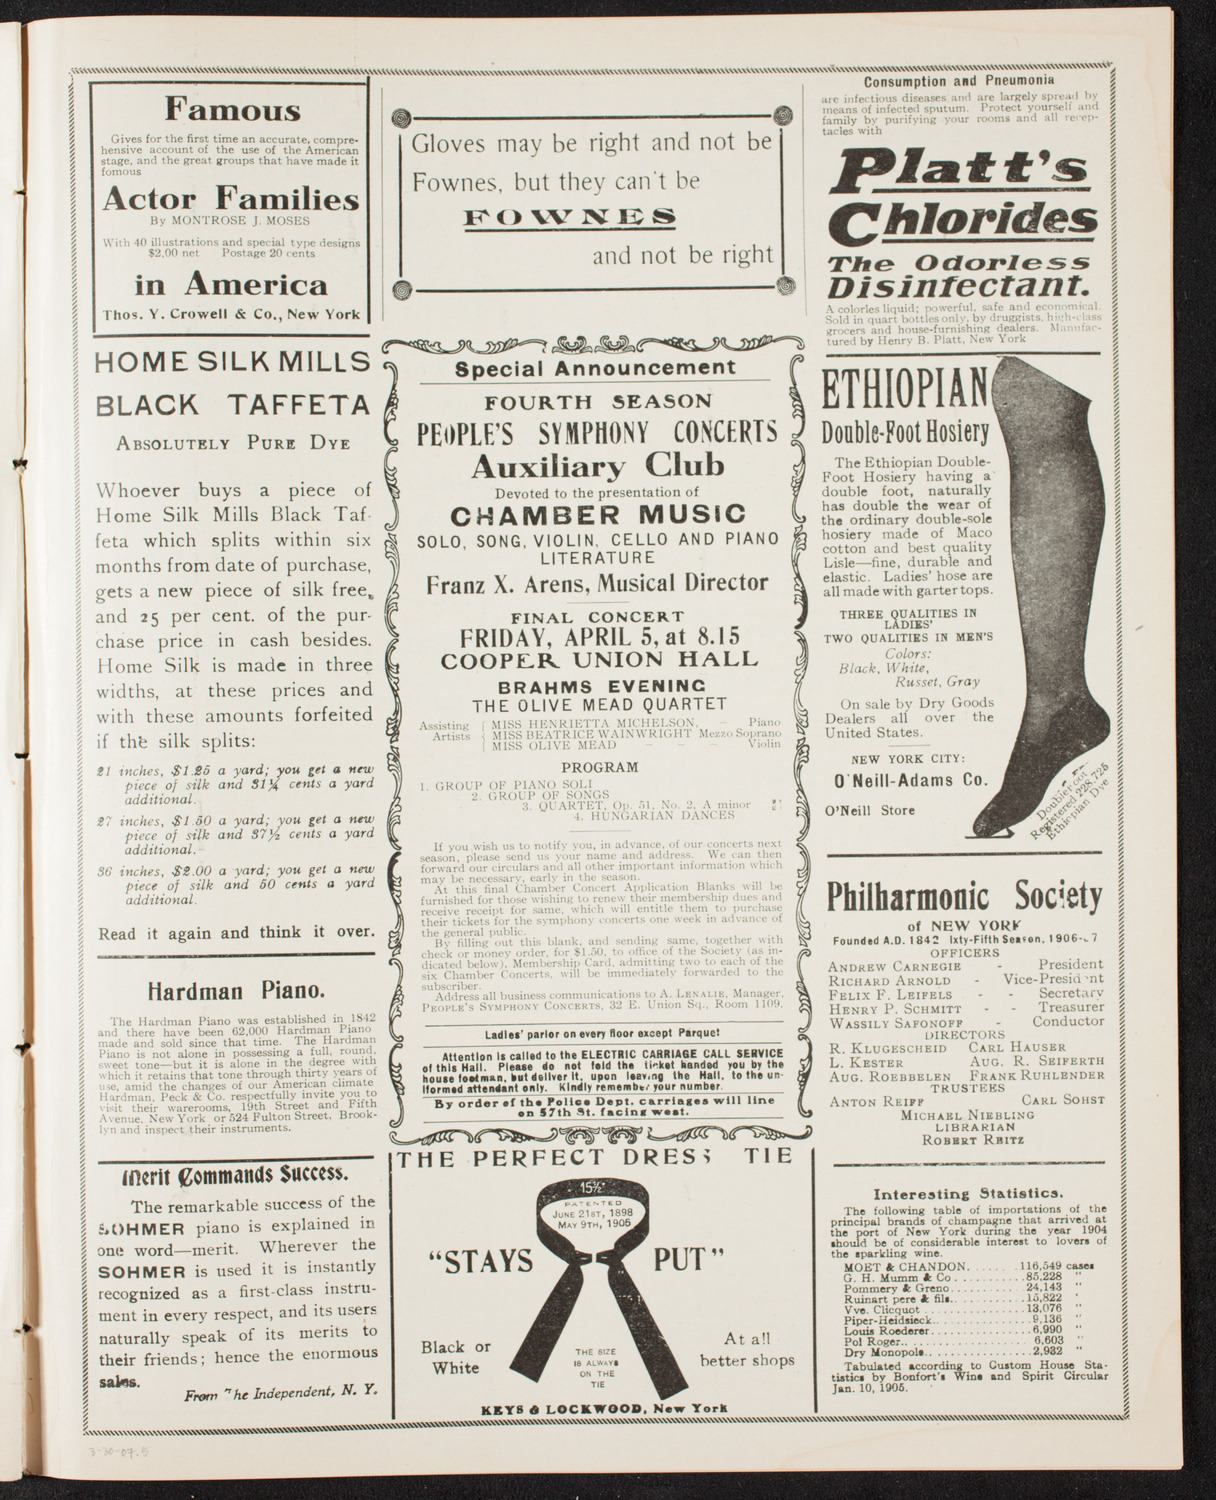 Famous
Gives for the first time an accurate, compre-
hensive account of the use of the American
stage, and the great groups that have made it
fomous
Actor Families
By MONTROSE J. MOSES
With 40 illustrations and special type designs
$2.00 net Postage 20 cents
in America
Thos. Y. Crowell & Co., New York
HOME SILK MILLS
BLACK TAFFETA
ABSOLUTELY PURE DYE
Whoever buys a piece of
Home Silk Mills Black Taf-
feta which splits within six
months from date of purchase,
gets a new piece of silk free,
and 25 per cent. of the pur-
chase price in cash besides.
Home Silk is made in three
widths, at these prices and
with these amounts forfeited
if the silk splits:
21 inches, $1.25 a yard; you get a new
piece of silk and 31¼ cents a yard
additional.
27 inches, $1.50 a yard; you get a new
piece of silk and 37½ cents a yard
additional.
36 inches, $2.00 a yard; you get a new
piece of silk and 50 cents a yard
additional.
Read it again and think it over.
Hardman Piano.
The Hardman Piano was established in 1842
and there have been 62,000 Hardman Piano
made and sold since that time. The Hardman
Piano is not alone in possessing a full, round,
sweet tone—but it is alone in the degree with
which it retains that tone through thirty years of
use, amid the changes of our American climate
Hardman, Peck & Co. respectfully invite you to
visit their warerooms, 19th Street and Fifth
Avenue, New York or 524 Fulton Street, Brook-
lyn and inspect their instruments.
Merit Commands Success.
The remarkable success of the
SOHMER piano is explained in
one word—merit. Wherever the
SOHMER is used it is instantly
recognized as a first-class instru-
ment in every respect, and its users
naturally speak of its merits to
their friends; hence the enormous
sales.
From The Independent, N. Y.
Gloves may be right and not be
Fownes, but they can't be
FOWNES
and not be right
Special Announcement
FOURTH SEASON
PEOPLE'S SYMPHONY CONCERTS
Auxiliary Club
Devoted to the presentation of
CHAMBER MUSIC
SOLO, SONG, VIOLIN, CELLO AND PIANO
LITERATURE
Franz X. Arens, Musical Director
FINAL CONCERT
FRIDAY, APRIL 5, at 8.15
COOPER UNION HALL
BRAHMS EVENING
THE OLIVE MEAD QUARTET
Assisting Artists
MISS HENRIETTA MICHELSON, – Piano
MISS BEATRICE WAINWRIGHT Mezzo Soprano
MISS OLIVE MEAD – – – Violin
PROGRAM
1. GROUP OF PIANO SOLI
2. GROUP OF SONGS
3. QUARTET, Op. 51, No. 2, A minor
4. HUNGARIAN DANCES
If you wish us to notify you, in advance, of our concerts next
season, please send us your name and address. We can then
forward our circulars and all other important information which
may be necessary, early in the season.
At this final Chamber Concert Application Blanks will be
furnished for those wishing to renew their membership dues and
receive receipt for same, which will entitle them to purchase
their tickets for the symphony concerts one week in advance of
the general public.
By filling out this blank, and sending same, together with
check or money order, for $1.50, to office of the Society (as in-
dicated below), Membership Card, admitting two to each of the
six Chamber Concerts, will be immediately forwarded to the
subscriber.
Address all business communications to A. LENALIE, Manager,
PEOPLE'S SYMPHONY CONCERTS, 32 E. Union Sq., Room 1109.
Ladies' parlor on every floor except Parquet
Attention is called to the ELECTRIC CARRIAGE CALL SERVICE
of this Hall. Please do not fold the ticket handed you by the
house footman, but deliver it, upon leaving the Hall, to the un-
iformed attendant only. Kindly remember your number.
By order of the Police Dept. carriages will line
on 57th St. facing west.
THE PERFECT DRESS TIE
15½
PATENTED
JUNE 21ST, 1898
MAY 9TH, 1905
"STAYS PUT"
Black or
White
THE SIZE
IS ALWAYS
ON THE
TIE
At all
better shops
KEYS & LOCKWOOD, New York
Consumption and Pneumonia
are infectious diseases and are largely spread by
means of infected sputum. Protect yourself and
family by purifying your rooms and all recep-
tacles with
Platt's
Chlorides
The Odorless
Disinfectant.
A colorles liquid; powerful, safe and economical.
Sold in quart bottles only, by druggists, high-class
grocers and house-furnishing dealers. Manufac-
tured by Henry B. Platt, New York
ETHIOPIAN
Double-Foot Hosiery
The Ethiopian Double-
Foot Hosiery having a
double foot, naturally
has double the wear of
the ordinary double-sole
hosiery made of Maco
cotton and best quality
Lisle—fine, durable and
elastic. Ladies' hose are
all made with garter tops.
THREE QUALITIES IN
LADIES'
TWO QUALITIES IN MEN'S
Colors:
Black, White,
Russet, Gray
On sale by Dry Goods
Dealers all over the
United States.
NEW YORK CITY:
O'Neill-Adams Co.
O'Neill Store
Double Foot
Registered 228,725
Ethiopian Dye
Philharmonic Society
of NEW YORK
Founded A.D. 1842 ixty-Fifth Season, 1906-07
OFFICERS
ANDREW CARNEGIE - President
RICHARD ARNOLD - Vice-President
FELIX F. LEIFELS - - Secretary
HENRY P. SCHMITT - - Treasurer
WASSILY SAFONOFF - Conductor
DIRECTORS
R. KLUGESCHEID CARL HAUSER
L. KESTER AUG. R. SEIFERTH
AUG. ROEBBELEN FRANK RUHLENDER
TRUSTEES
ANTON REIFF CARL SOHST
MICHAEL NIEBLING
LIBRARIAN
ROBERT REITZ
Interesting Statistics.
The following table of importations of the
principal brands of champagne that arrived at
the port of New York during the year 1904
should be of considerable interest to lovers of
the sparkling wine.
MOET & CHANDON.......116,549 cases
G. H. Mumm & Co..........85,228 "
Pommery & Greno..........24,143 "
Ruinart pere & fils..........15,822 "
Vve. Clicquot................13,076 "
Piper-Heidsieck..............9,136 "
Louis Roederer...............6,990 "
Pol Roger....................6,603 "
Dry Monopole................2,932 "
Tabulated according to Custom House Sta-
tistics by Bonfort's Wine and Spirit Circular
Jan. 10, 1905.
3-30-07.5